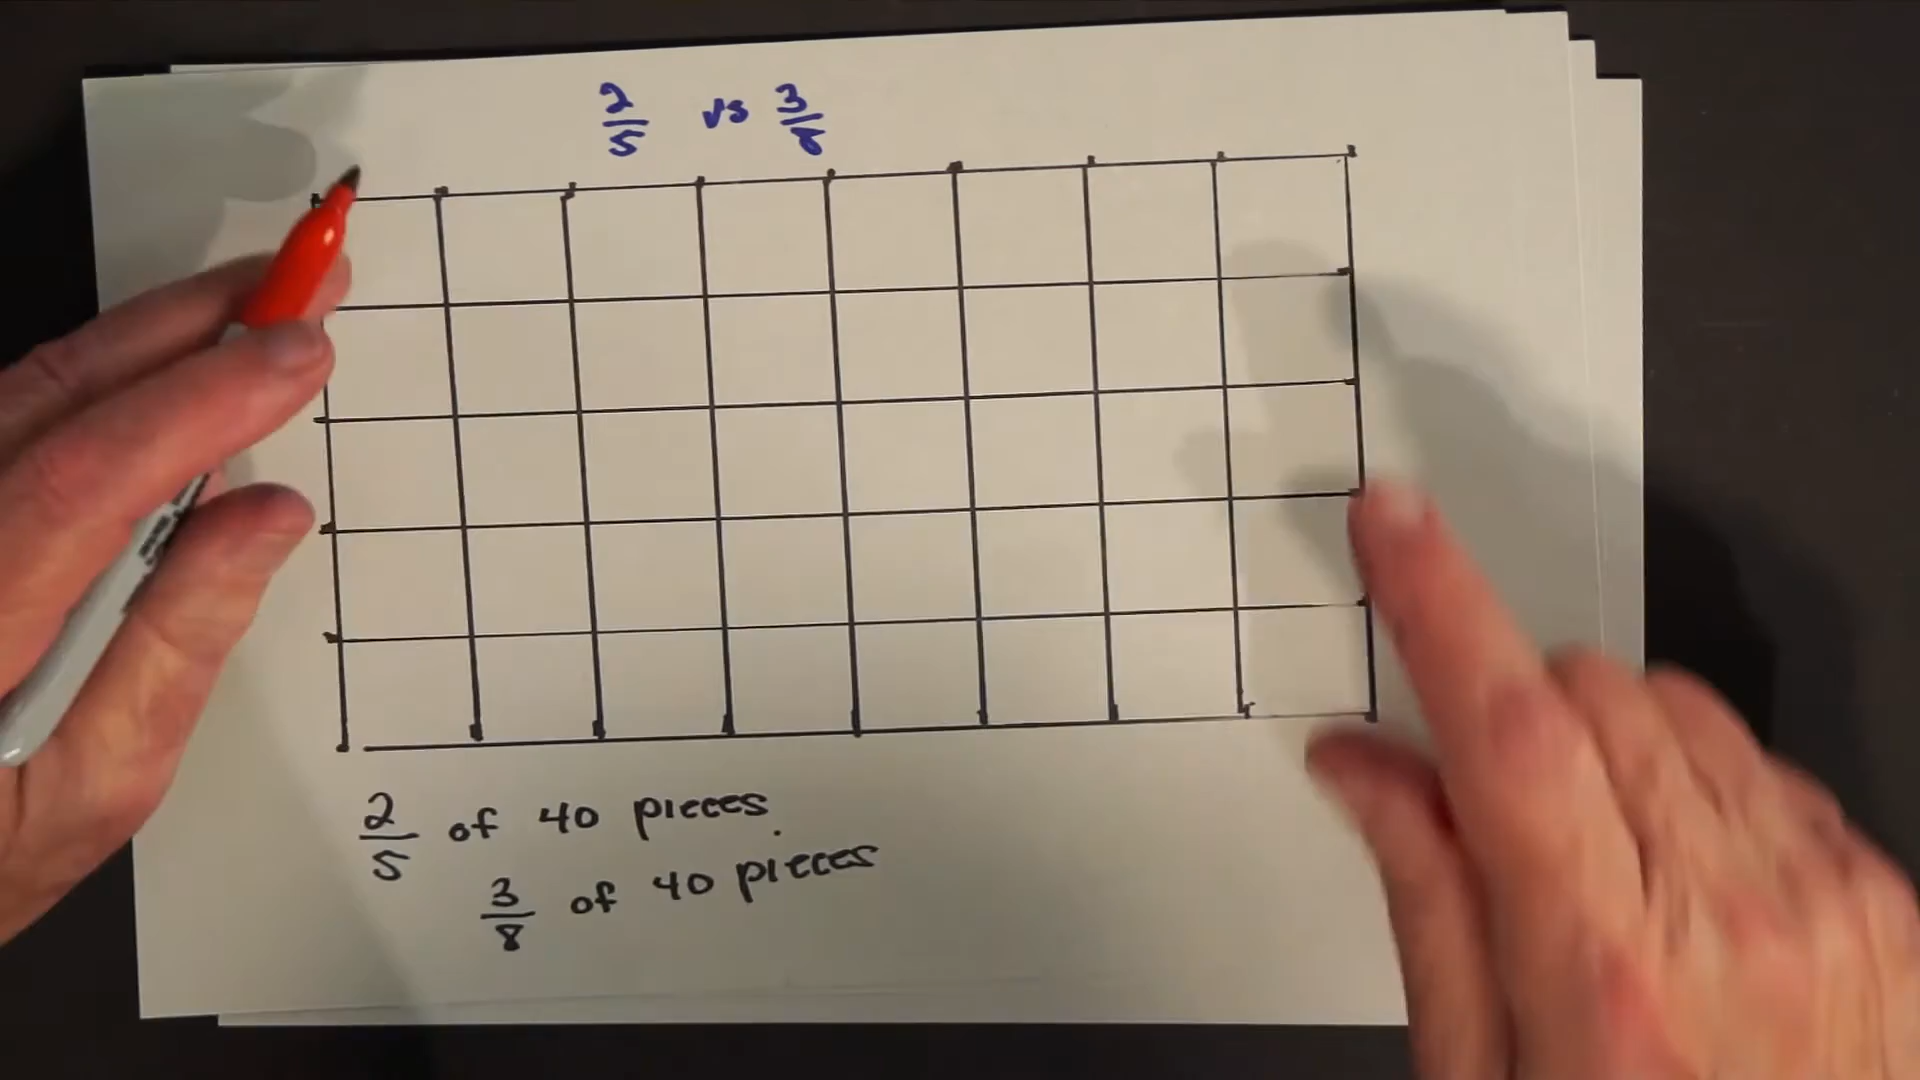 2/5 vs 3/8
2/5 of 40 pieces.
3/8 of 40 pieces